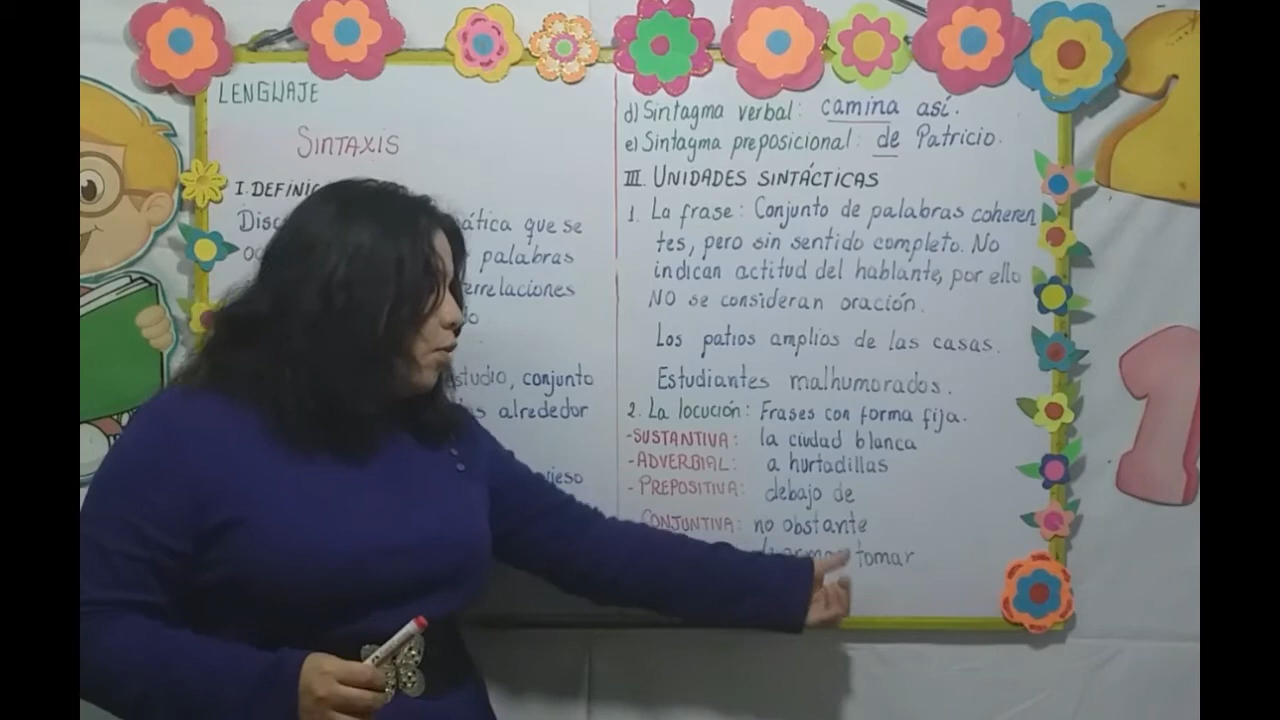 LENGUAJE
SINTAXIS
I. DEFINIC
Disc ática que se
palabras
errelaciones
estudio, conjunto
alrededor
d) Sintagma verbal: camina así.
e) Sintagma preposicional: de Patricio.
III. UNIDADES SINTÁCTICAS
1. La frase: Conjunto de palabras coheren
tes, pero sin sentido completo. No
indican actitud del hablante, por ello
NO se consideran oración.
Los patios amplios de las casas.
Estudiantes malhumorados.
2. La locución: Frases con forma fija.
-SUSTANTIVA: la ciudad blanca
-ADVERBIAL: a hurtadillas
-PREPOSITIVA: debajo de
CONJUNTIVA: no obstante
tomar
2
1